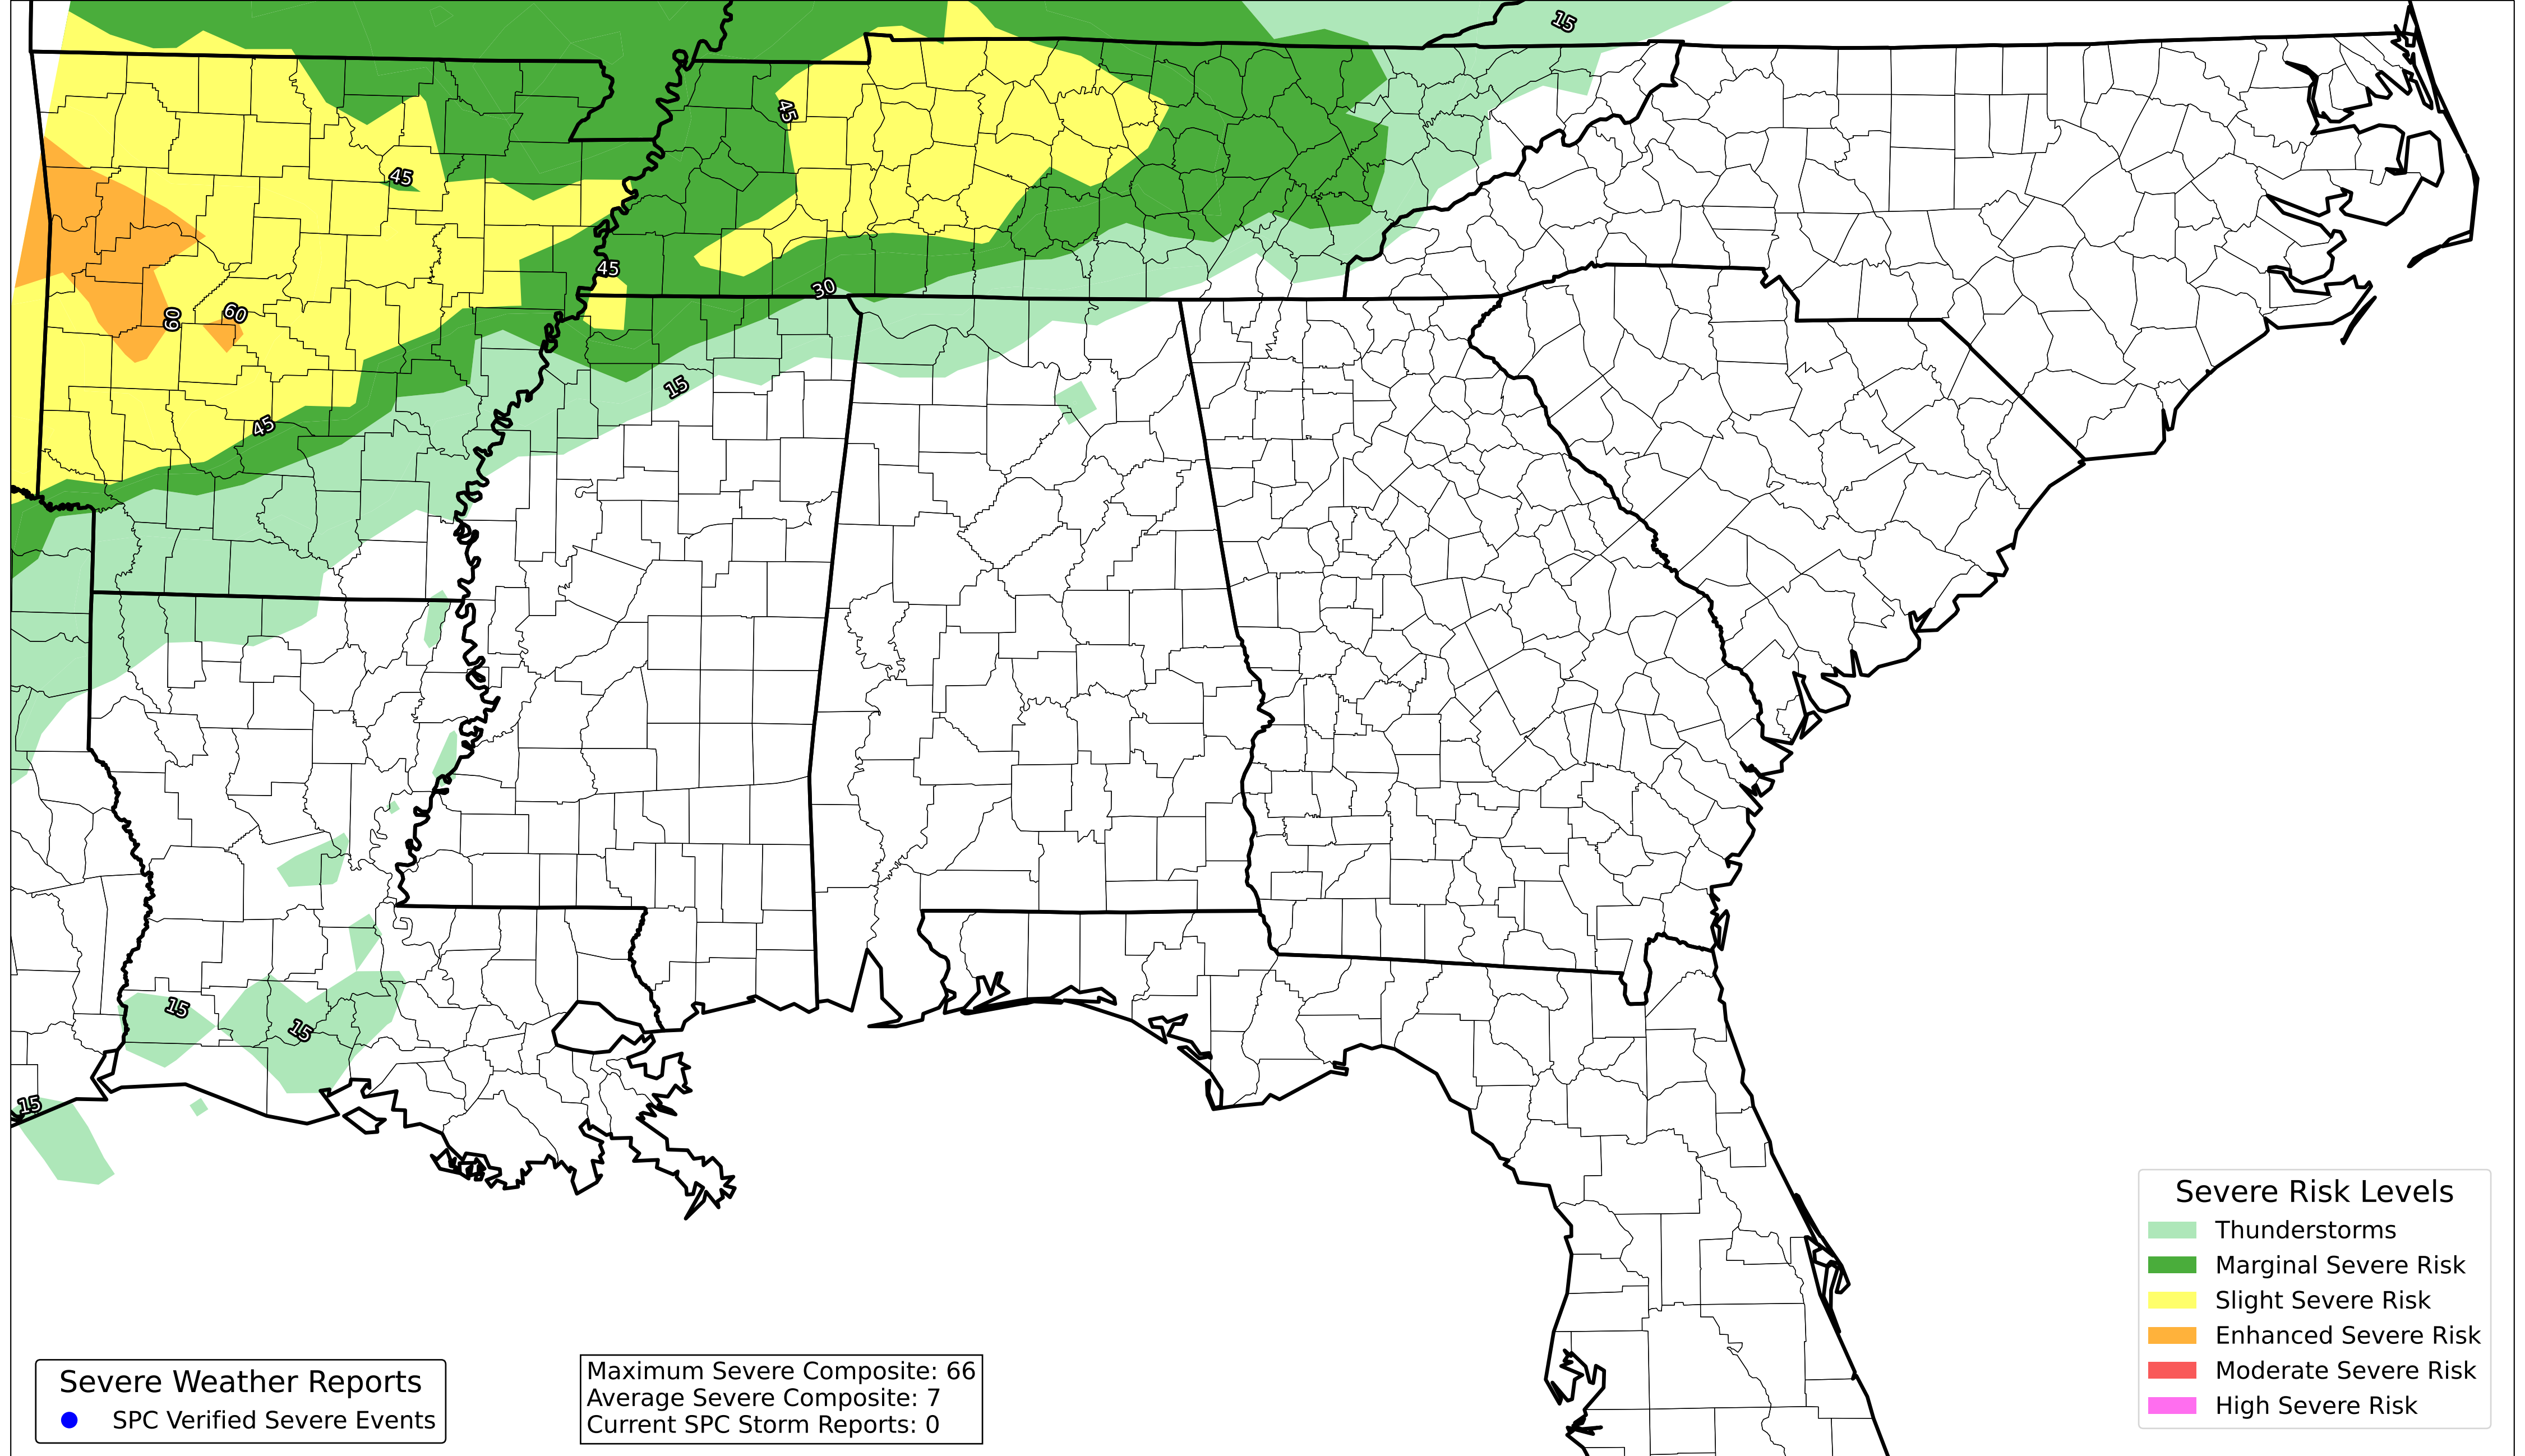 15
45
45
45
30
60
60
15
45
15
15
15
Severe Risk Levels
Thunderstorms
Marginal Severe Risk
Slight Severe Risk
Enhanced Severe Risk
Moderate Severe Risk
High Severe Risk
Severe Weather Reports
SPC Verified Severe Events
Maximum Severe Composite: 66
Average Severe Composite: 7
Current SPC Storm Reports: 0